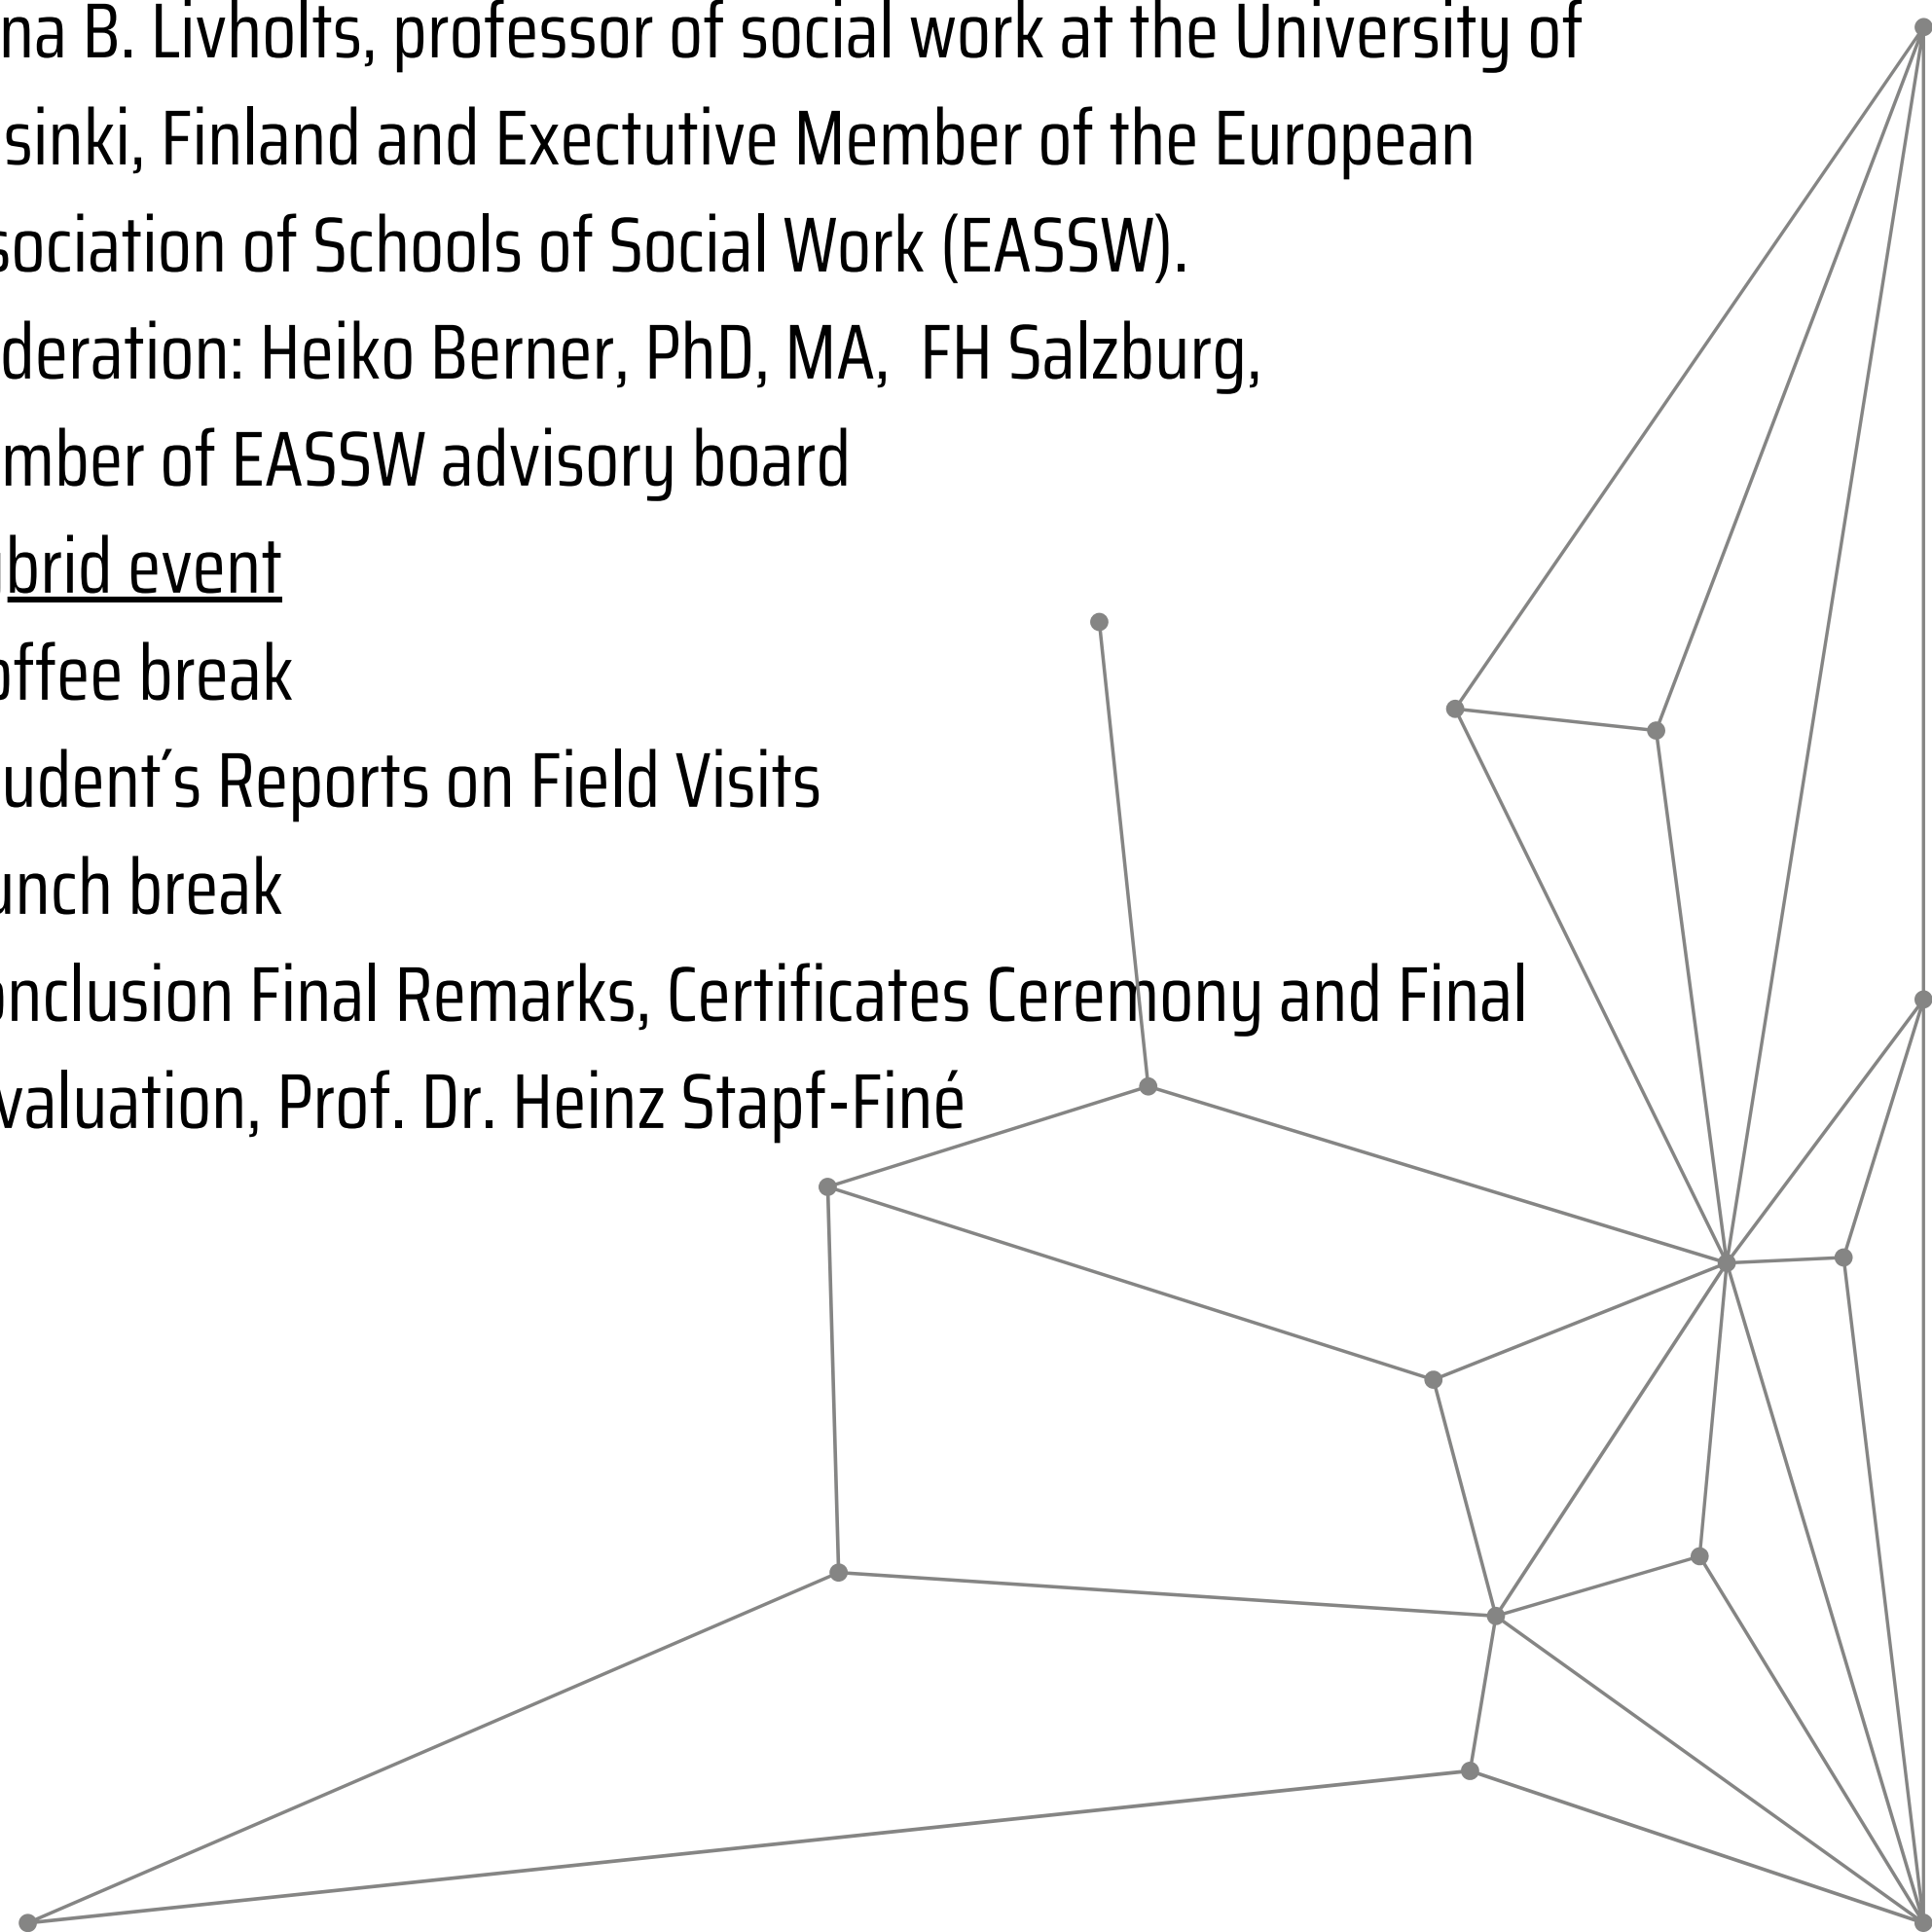 na B. Livholts, professor of social work at the University of
sinki, Finland and Exectutive Member of the European
sociation of Schools of Social Work (EASSW).
deration: Heiko Berner, PhD, MA, FH Salzburg,
mber of EASSW advisory board
brid event
offee break
udent´s Reports on Field Visits
unch break
onclusion Final Remarks, Certificates Ceremony and Final
valuation, Prof. Dr. Heinz Stapf-Finé